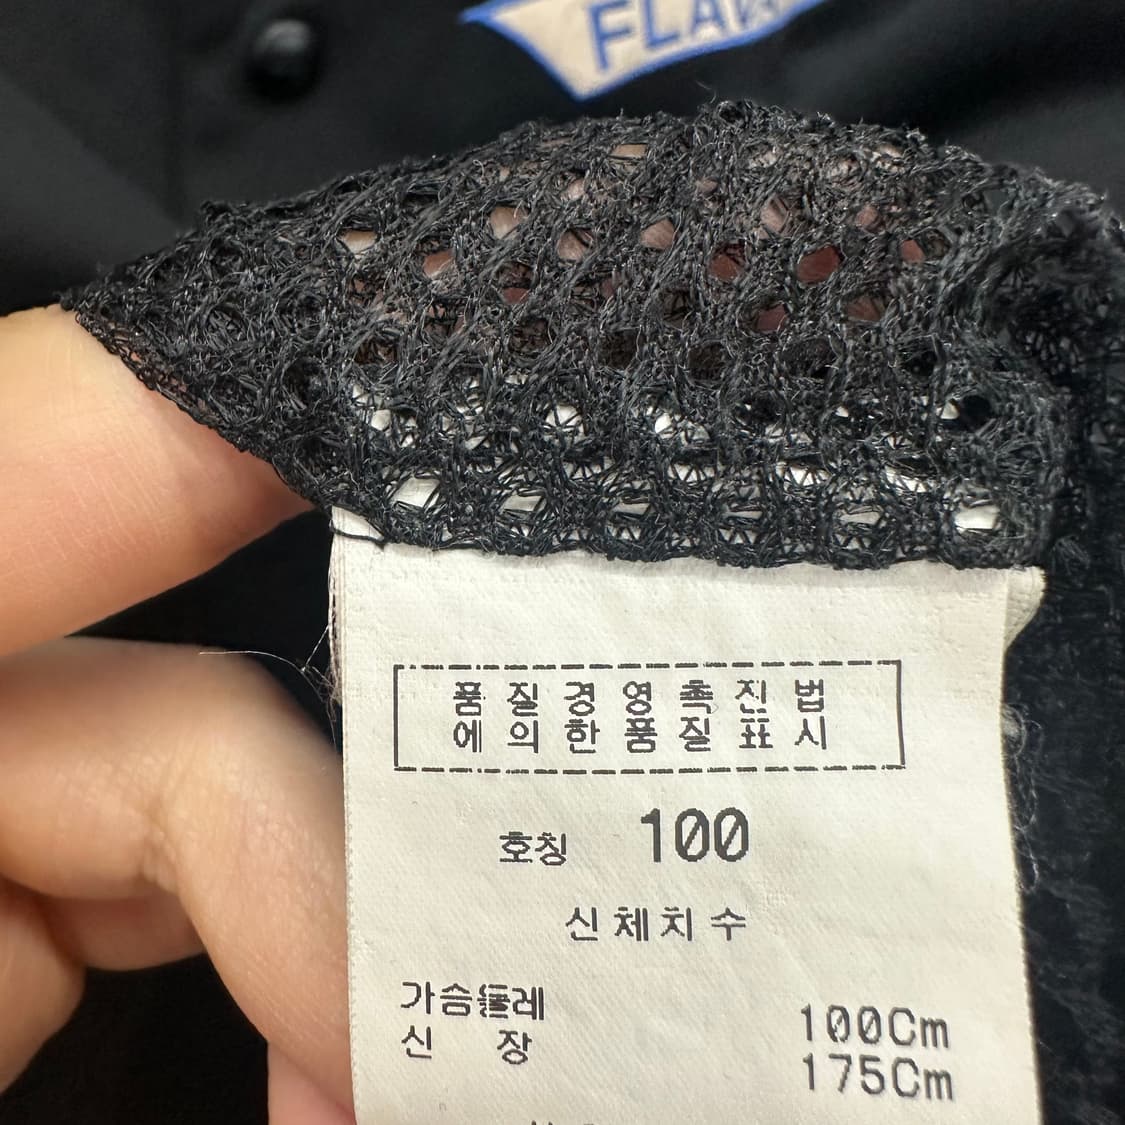 품질경영촉진법
에의한품질표시
호칭 100
신체치수
가슴둘레 100Cm
신 장 175Cm